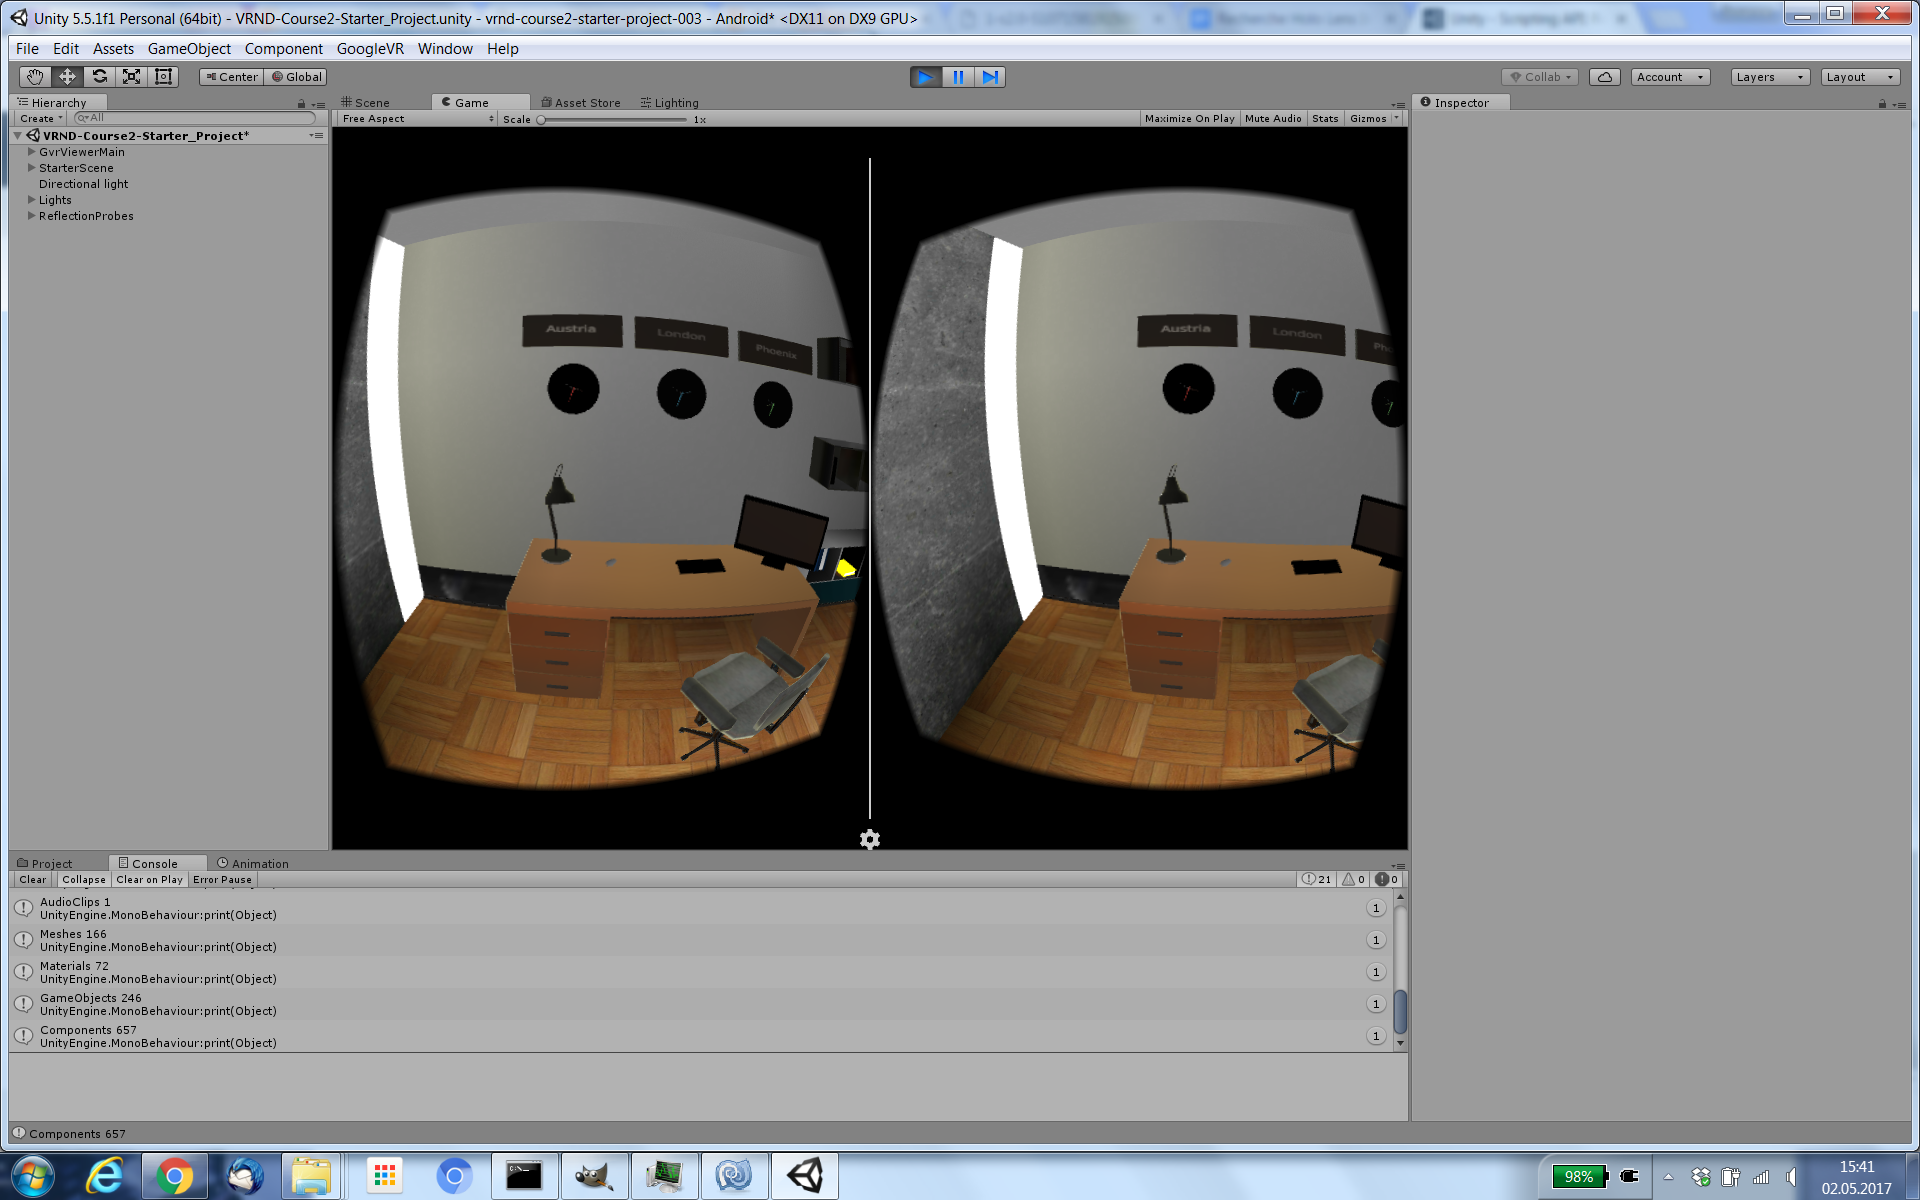 Unity 5.5.1f1 Personal (64bit) - VRND-Course2-Starter_Project.unity - vrnd-course2-starter-project-003 - Android* <DX11 on DX9 GPU>
File Edit Assets GameObject Component GoogleVR Window Help
Center Global Collab Account Layers Layout
Hierarchy
Create All
VRND-Course2-Starter_Project*
GvrViewerMain
StarterScene
Directional light
Lights
ReflectionProbes
Scene Game Asset Store Lighting
Free Aspect Scale 1x Maximize On Play Mute Audio Stats Gizmos
Austria London Phoenix
Austria London Pho
Inspector
Project Console Animation
Clear Collapse Clear on Play Error Pause 21 0 0
AudioClips 1
UnityEngine.MonoBehaviour:print(Object)
1
Meshes 166
UnityEngine.MonoBehaviour:print(Object)
1
Materials 72
UnityEngine.MonoBehaviour:print(Object)
1
GameObjects 246
UnityEngine.MonoBehaviour:print(Object)
1
Components 657
UnityEngine.MonoBehaviour:print(Object)
1
Components 657
98%
15:41
02.05.2017